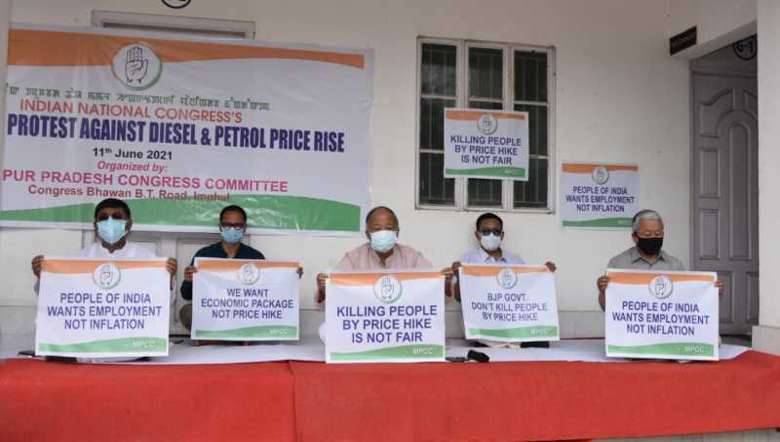 INDIAN NATIONAL CONGRESS'S
PROTEST AGAINST DIESEL & PETROL PRICE RISE
11th June 2021
Organized by:
PUR PRADESH CONGRESS COMMITTEE
Congress Bhawan B.T. Road, Imphal
KILLING PEOPLE
BY PRICE HIKE
IS NOT FAIR
PEOPLE OF INDIA
WANTS EMPLOYMENT
NOT INFLATION
PEOPLE OF INDIA
WANTS EMPLOYMENT
NOT INFLATION
- MPCC
WE WANT
ECONOMIC PACKAGE
NOT PRICE HIKE
- MPCC
KILLING PEOPLE
BY PRICE HIKE
IS NOT FAIR
- MPCC
BJP GOVT.
DON'T KILL PEOPLE
BY PRICE HIKE
- MPCC
PEOPLE OF INDIA
WANTS EMPLOYMENT
NOT INFLATION
- MPCC